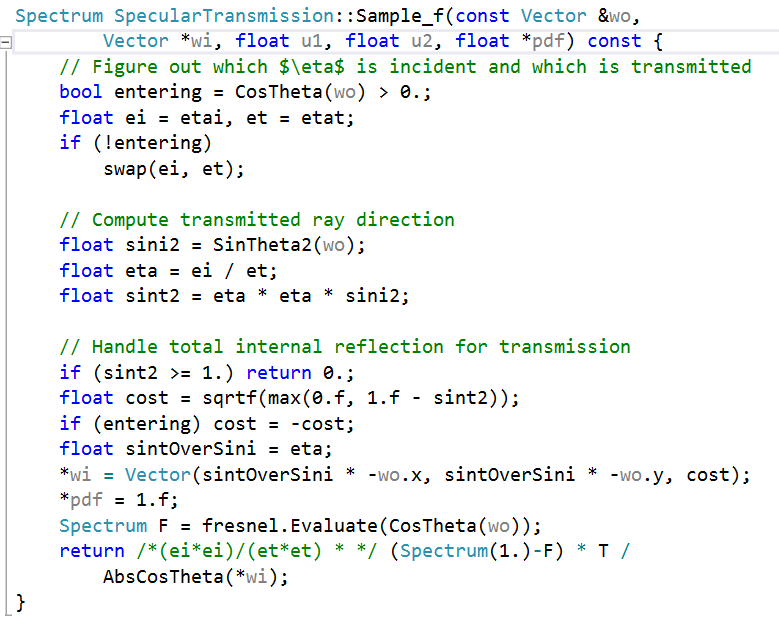 Spectrum SpecularTransmission::Sample_f(const Vector &wo,
        Vector *wi, float u1, float u2, float *pdf) const {
    // Figure out which $\eta$ is incident and which is transmitted
    bool entering = CosTheta(wo) > 0.;
    float ei = etai, et = etat;
    if (!entering)
        swap(ei, et);

    // Compute transmitted ray direction
    float sini2 = SinTheta2(wo);
    float eta = ei / et;
    float sint2 = eta * eta * sini2;

    // Handle total internal reflection for transmission
    if (sint2 >= 1.) return 0.;
    float cost = sqrtf(max(0.f, 1.f - sint2));
    if (entering) cost = -cost;
    float sintOverSini = eta;
    *wi = Vector(sintOverSini * -wo.x, sintOverSini * -wo.y, cost);
    *pdf = 1.f;
    Spectrum F = fresnel.Evaluate(CosTheta(wo));
    return /*(ei*ei)/(et*et) * */ (Spectrum(1.)-F) * T /
        AbsCosTheta(*wi);
}